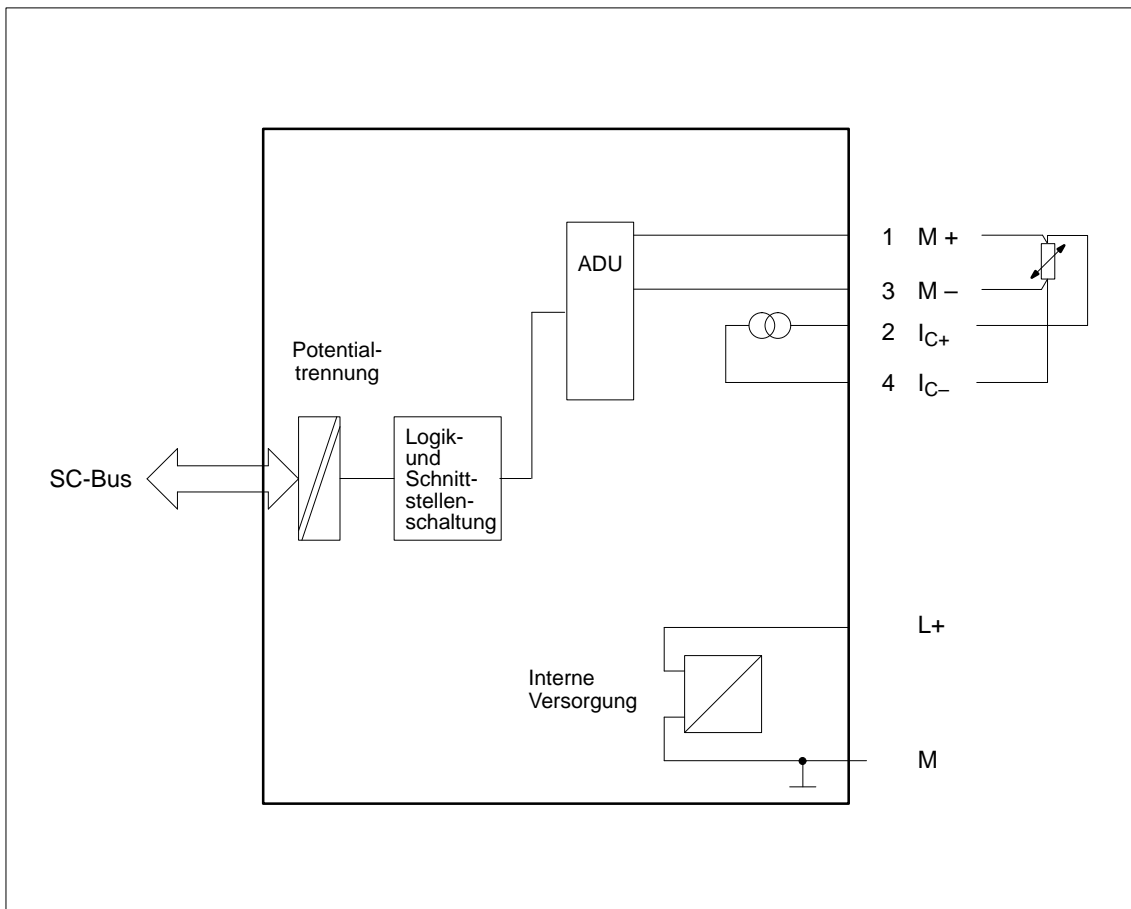 ADU
1 M +
3 M –
2 IC+
4 IC–
Potential-
trennung
SC-Bus
Logik-
und
Schnitt-
stellen-
schaltung
L+
Interne
Versorgung
M